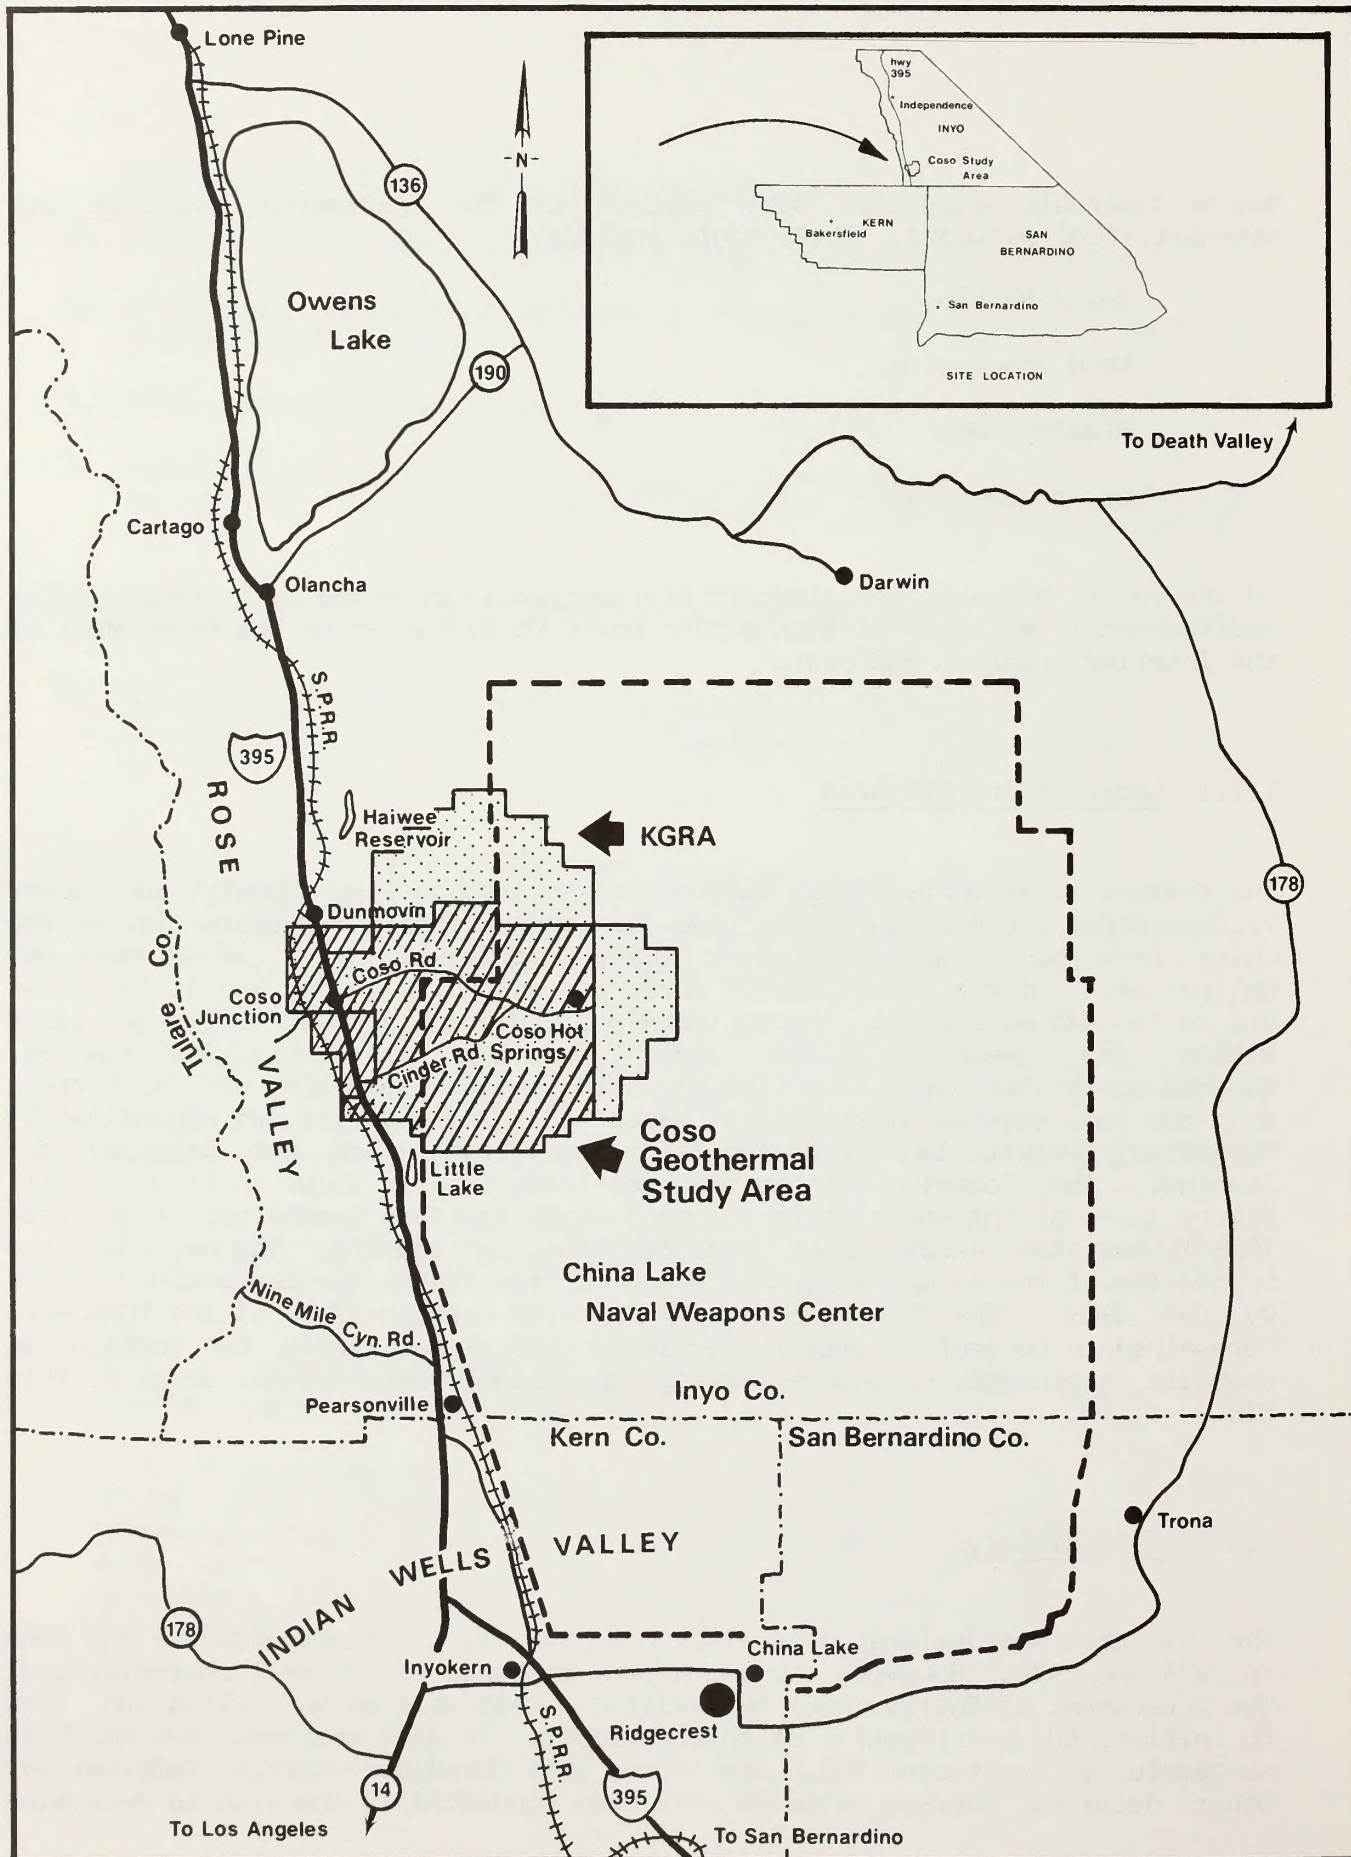 Lone Pine
hwy
395
Independence
INYO
Coso Study
Area
KERN
Bakersfield
SAN
BERNARDINO
San Bernardino
SITE LOCATION
-N-
136
Owens
Lake
190
To Death Valley
Cartago
Olancha
Darwin
S.P.R.R.
395
ROSE
VALLEY
Haiwee
Reservoir
KGRA
178
Dunmovin
Coso Rd.
Tulare Co.
Coso
Junction
Coso Hot
Springs
Cinder Rd.
Coso
Geothermal
Study Area
Little
Lake
China Lake
Naval Weapons Center
Nine Mile Cyn. Rd.
Inyo Co.
Pearsonville
Kern Co.
San Bernardino Co.
Trona
INDIAN WELLS VALLEY
178
China Lake
Inyokern
Ridgecrest
S.P.R.R.
14
395
To Los Angeles
To San Bernardino